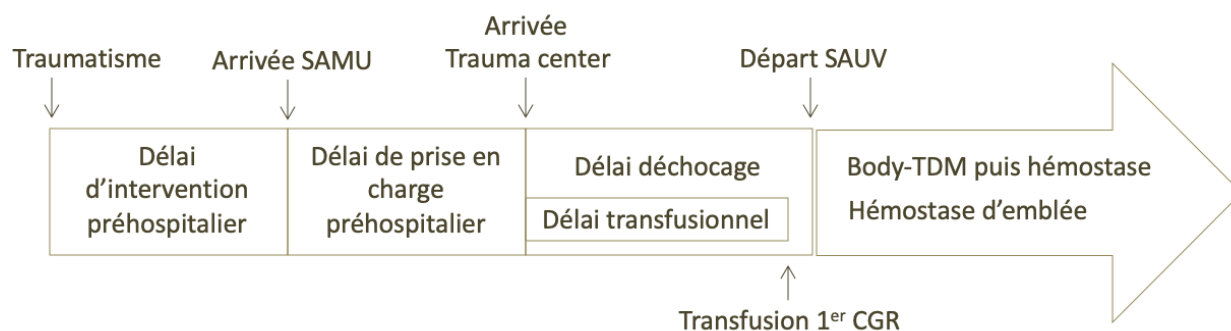 Traumatisme
Arrivée SAMU
Arrivée
Trauma center
Départ SAUV
Délai
d’intervention
préhospitalier
Délai de prise en
charge
préhospitalier
Délai déchocage
Délai transfusionnel
Body-TDM puis hémostase
Hémostase d’emblée
Transfusion 1er CGR